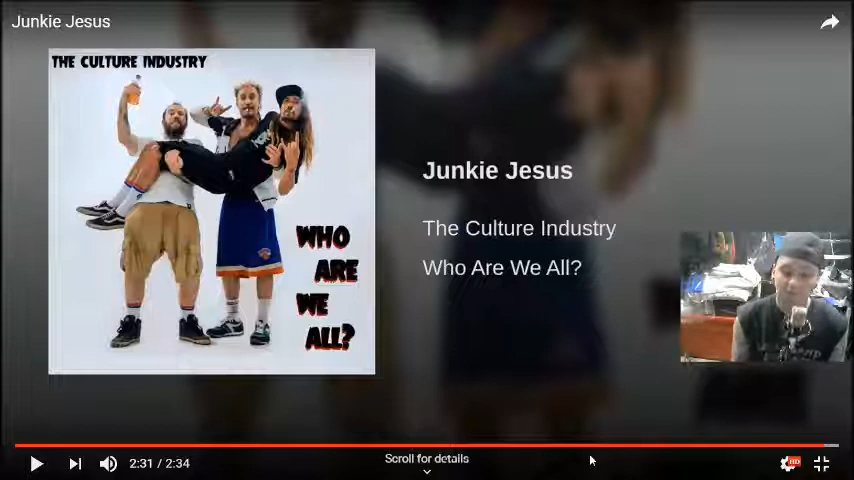 Junkie Jesus
THE CULTURE INDUSTRY
WHO
ARE
WE
ALL?
Junkie Jesus
The Culture Industry
Who Are We All?
2:31 / 2:34
Scroll for details
HD